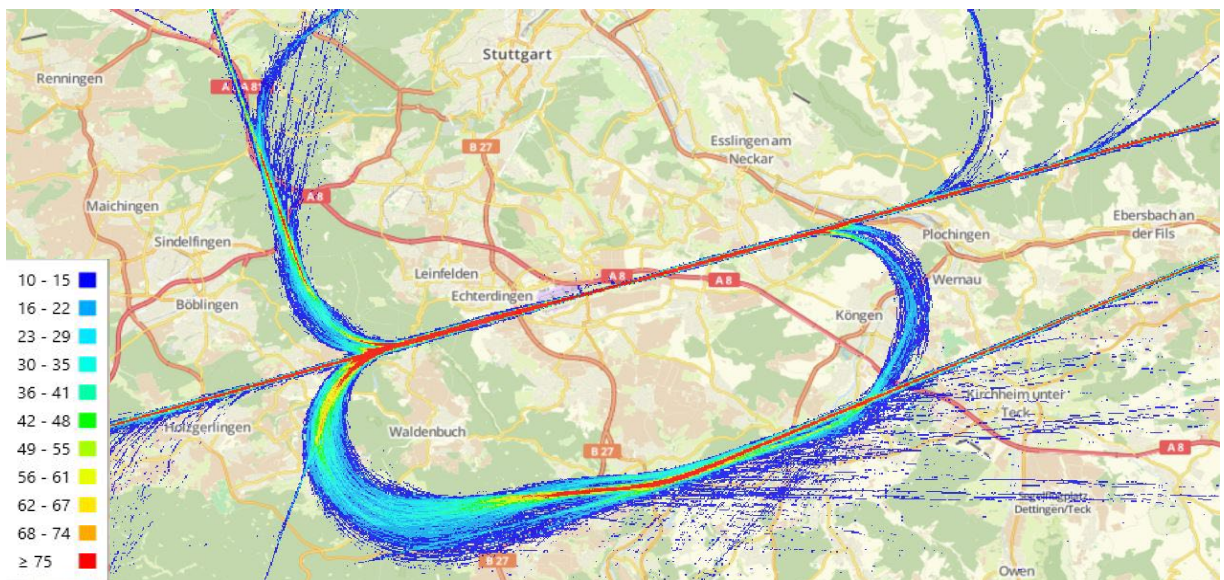 Stuttgart
Renningen
A 8
B 27
Esslingen am
Neckar
A 8
Maichingen
Sindelfingen
Plochingen
Ebersbach an
der Fils
Leinfelden
Echterdingen
A 8
A 8
Wernau
Böblingen
Köngen
Holzgerlingen
Waldenbuch
Kirchheim unter
Teck
B 27
A 8
Dettingen/Teck
B 27
Owen
10 - 15
16 - 22
23 - 29
30 - 35
36 - 41
42 - 48
49 - 55
56 - 61
62 - 67
68 - 74
≥ 75